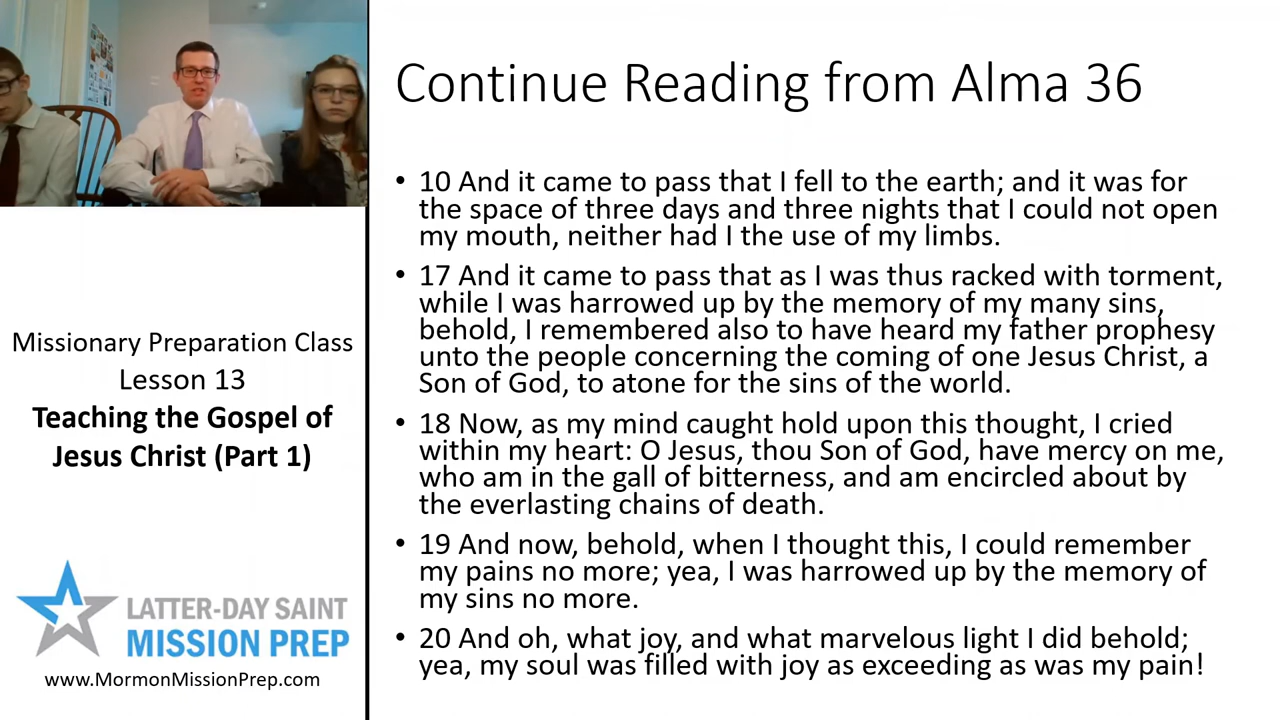 Continue Reading from Alma 36
• 10 And it came to pass that I fell to the earth; and it was for
the space of three days and three nights that I could not open
my mouth, neither had I the use of my limbs.
• 17 And it came to pass that as I was thus racked with torment,
while I was harrowed up by the memory of my many sins,
behold, I remembered also to have heard my father prophesy
unto the people concerning the coming of one Jesus Christ, a
Son of God, to atone for the sins of the world.
• 18 Now, as my mind caught hold upon this thought, I cried
within my heart: O Jesus, thou Son of God, have mercy on me,
who am in the gall of bitterness, and am encircled about by
the everlasting chains of death.
• 19 And now, behold, when I thought this, I could remember
my pains no more; yea, I was harrowed up by the memory of
my sins no more.
• 20 And oh, what joy, and what marvelous light I did behold;
yea, my soul was filled with joy as exceeding as was my pain!
Missionary Preparation Class
Lesson 13
Teaching the Gospel of
Jesus Christ (Part 1)
LATTER-DAY SAINT
MISSION PREP
www.MormonMissionPrep.com